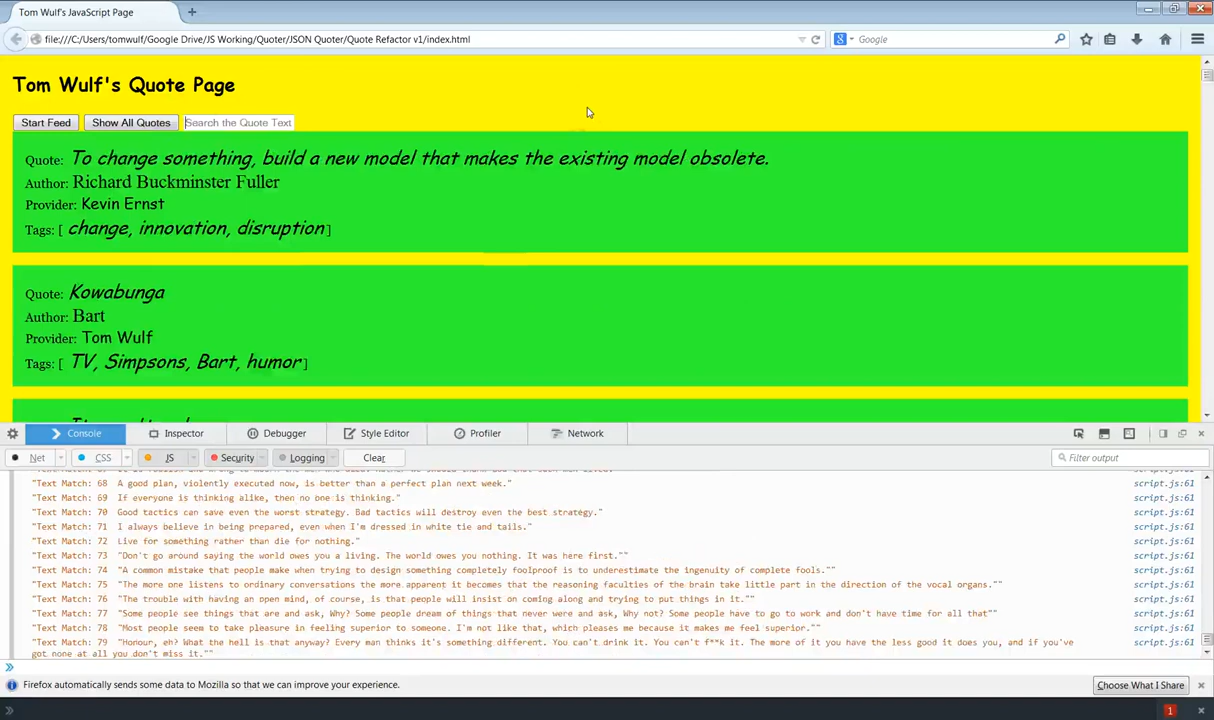 Tom Wulf's JavaScript Page
file:///C:/Users/tomwulf/Google Drive/JS Working/Quoter/JSON Quoter/Quote Refactor v1/index.html
Google
Tom Wulf's Quote Page
Start Feed
Show All Quotes
Search the Quote Text
Quote: To change something, build a new model that makes the existing model obsolete.
Author: Richard Buckminster Fuller
Provider: Kevin Ernst
Tags: [ change, innovation, disruption ]
Quote: Kowabunga
Author: Bart
Provider: Tom Wulf
Tags: [ TV, Simpsons, Bart, humor ]
Console
Inspector
Debugger
Style Editor
Profiler
Network
Net
CSS
JS
Security
Logging
Clear
Filter output
"Text Match: 68 A good plan, violently executed now, is better than a perfect plan next week." script.js:61
"Text Match: 69 If everyone is thinking alike, then no one is thinking." script.js:61
"Text Match: 70 Good tactics can save even the worst strategy. Bad tactics will destroy even the best strategy." script.js:61
"Text Match: 71 I always believe in being prepared, even when I'm dressed in white tie and tails." script.js:61
"Text Match: 72 Live for something rather than die for nothing." script.js:61
"Text Match: 73 "Don't go around saying the world owes you a living. The world owes you nothing. It was here first."" script.js:61
"Text Match: 74 "A common mistake that people make when trying to design something completely foolproof is to underestimate the ingenuity of complete fools."" script.js:61
"Text Match: 75 "The more one listens to ordinary conversations the more apparent it becomes that the reasoning faculties of the brain take little part in the direction of the vocal organs."" script.js:61
"Text Match: 76 "The trouble with having an open mind, of course, is that people will insist on coming along and trying to put things in it."" script.js:61
"Text Match: 77 "Some people see things that are and ask, Why? Some people dream of things that never were and ask, Why not? Some people have to go to work and don't have time for all that"" script.js:61
"Text Match: 78 "Most people seem to take pleasure in feeling superior to someone. I'm not like that, which pleases me because it makes me feel superior."" script.js:61
"Text Match: 79 "Honour, eh? What the hell is that anyway? Every man thinks it's something different. You can't drink it. You can't f**k it. The more of it you have the less good it does you, and if you've script.js:61
got none at all you don't miss it.""
Firefox automatically sends some data to Mozilla so that we can improve your experience.
Choose What I Share
1